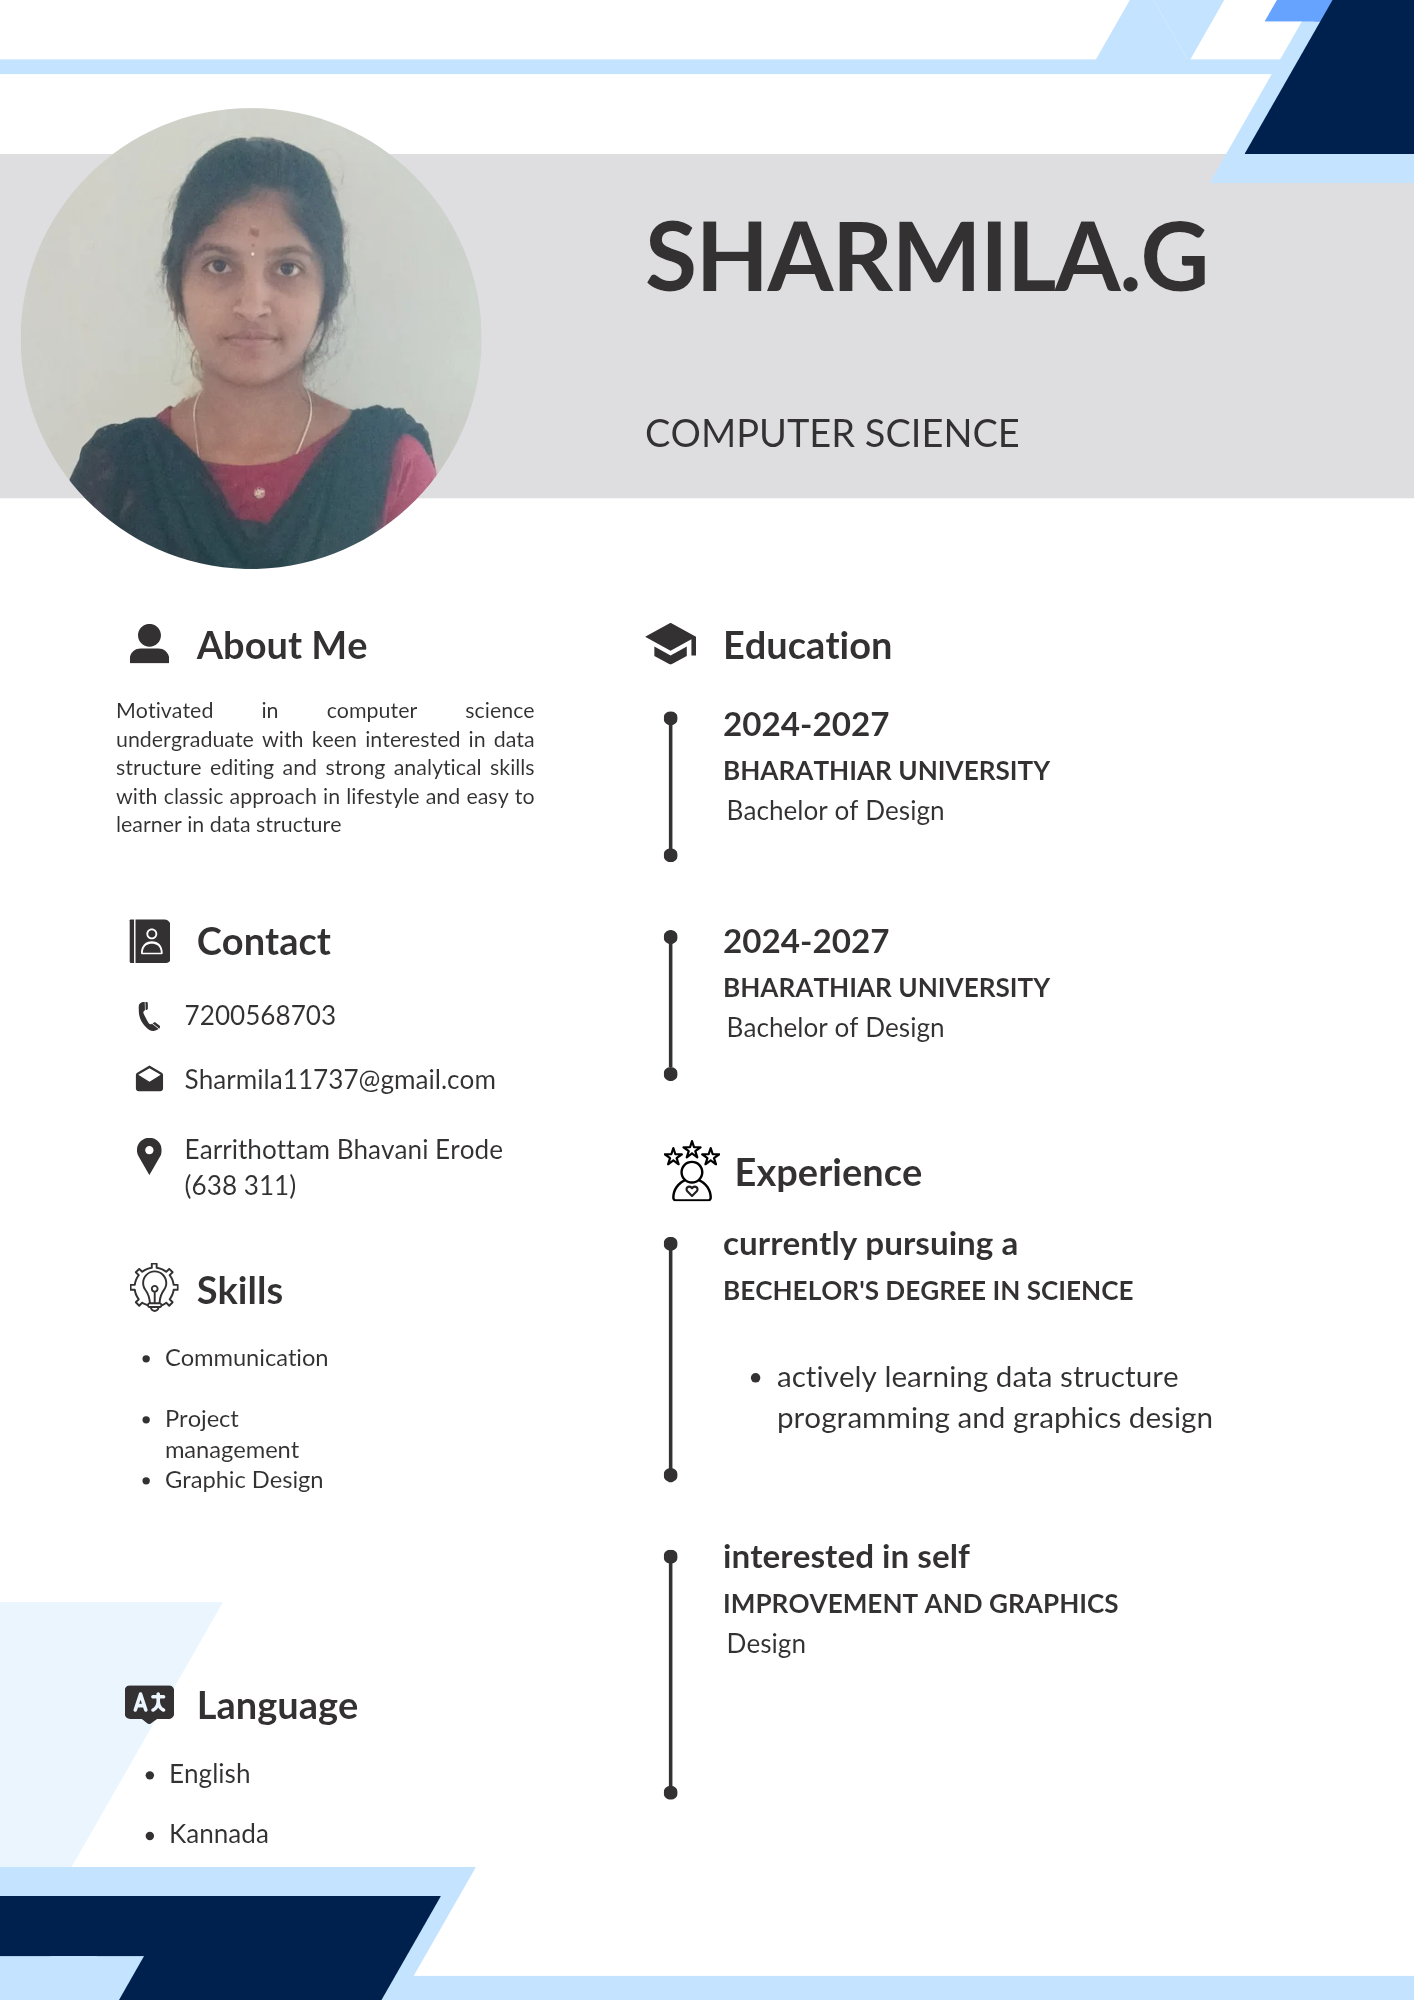 SHARMILA.G
COMPUTER SCIENCE
About Me
Motivated in computer science
undergraduate with keen interested in data
structure editing and strong analytical skills
with classic approach in lifestyle and easy to
learner in data structure
Contact
7200568703
Sharmila11737@gmail.com
Earrithottam Bhavani Erode
(638 311)
Skills
• Communication
• Project
management
• Graphic Design
Language
• English
• Kannada
Education
2024-2027
BHARATHIAR UNIVERSITY
Bachelor of Design
2024-2027
BHARATHIAR UNIVERSITY
Bachelor of Design
Experience
currently pursuing a
BECHELOR'S DEGREE IN SCIENCE
• actively learning data structure
programming and graphics design
interested in self
IMPROVEMENT AND GRAPHICS
Design